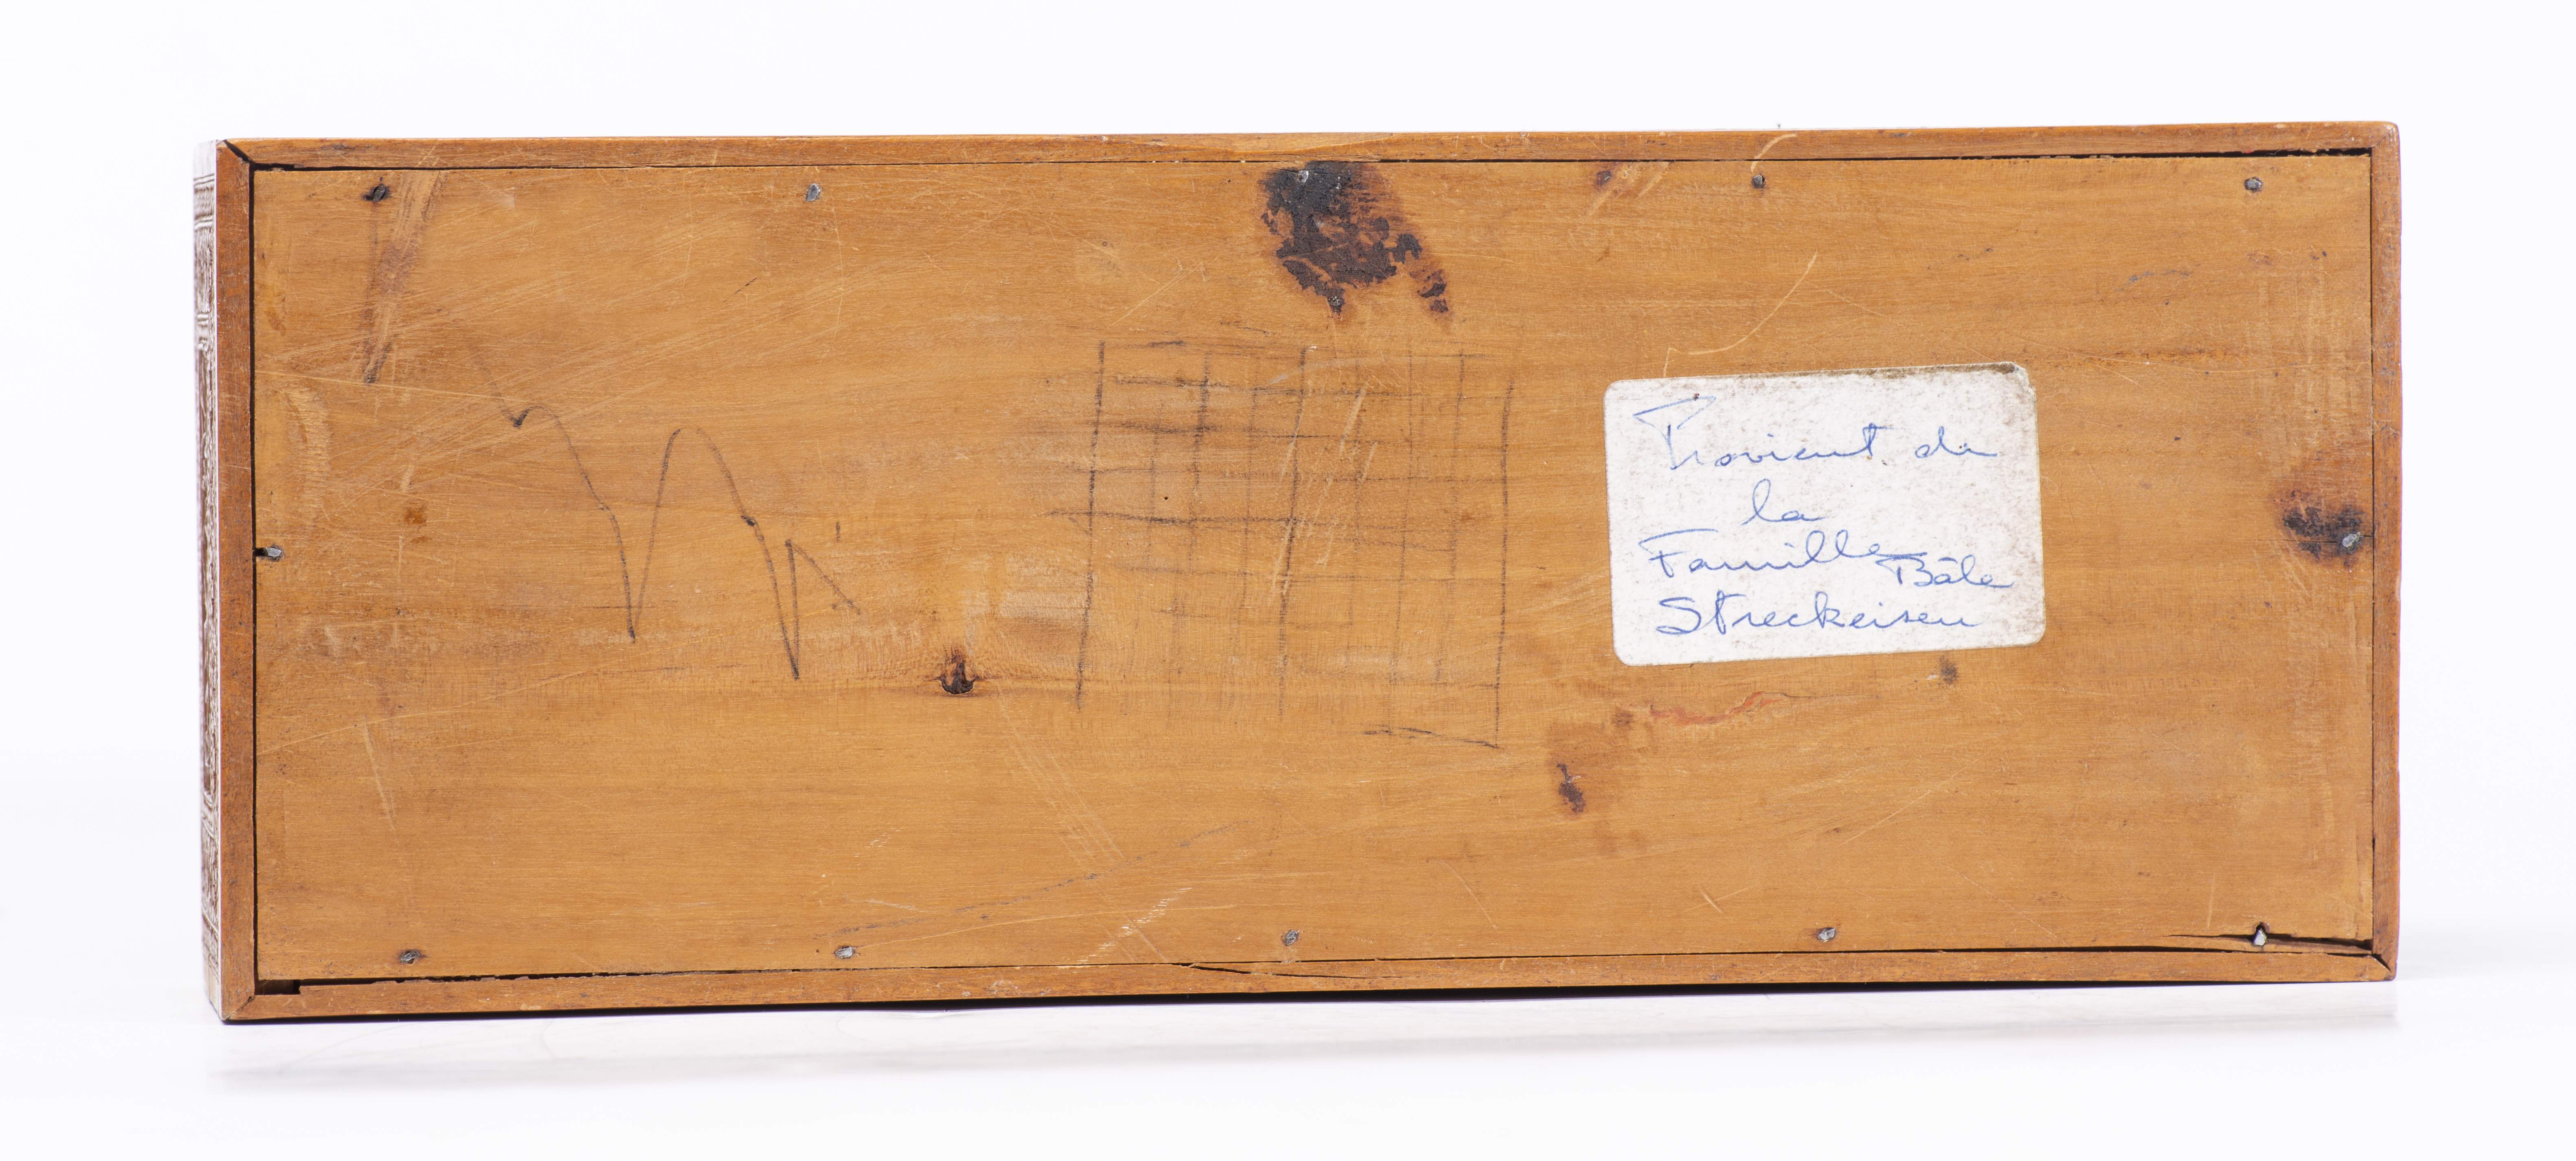 Provient de
la
Famille Bâle
Streckeisen